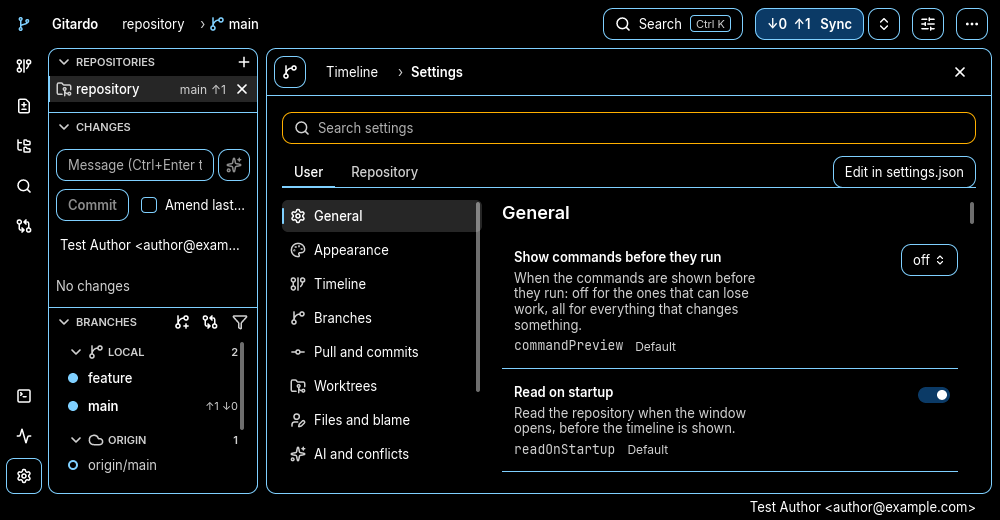 Gitardo repository › main
Search Ctrl K
↓0 ↑1 Sync
REPOSITORIES
repository main ↑1
CHANGES
Message (Ctrl+Enter t
Commit Amend last...
Test Author <author@exam...
No changes
BRANCHES
LOCAL 2
feature
main ↑1 ↓0
ORIGIN 1
origin/main
Timeline › Settings
Search settings
User Repository
Edit in settings.json
General
Appearance
Timeline
Branches
Pull and commits
Worktrees
Files and blame
AI and conflicts
General
Show commands before they run
off
When the commands are shown before
they run: off for the ones that can lose
work, all for everything that changes
something.
commandPreview Default
Read on startup
Read the repository when the window
opens, before the timeline is shown.
readOnStartup Default
Test Author <author@example.com>